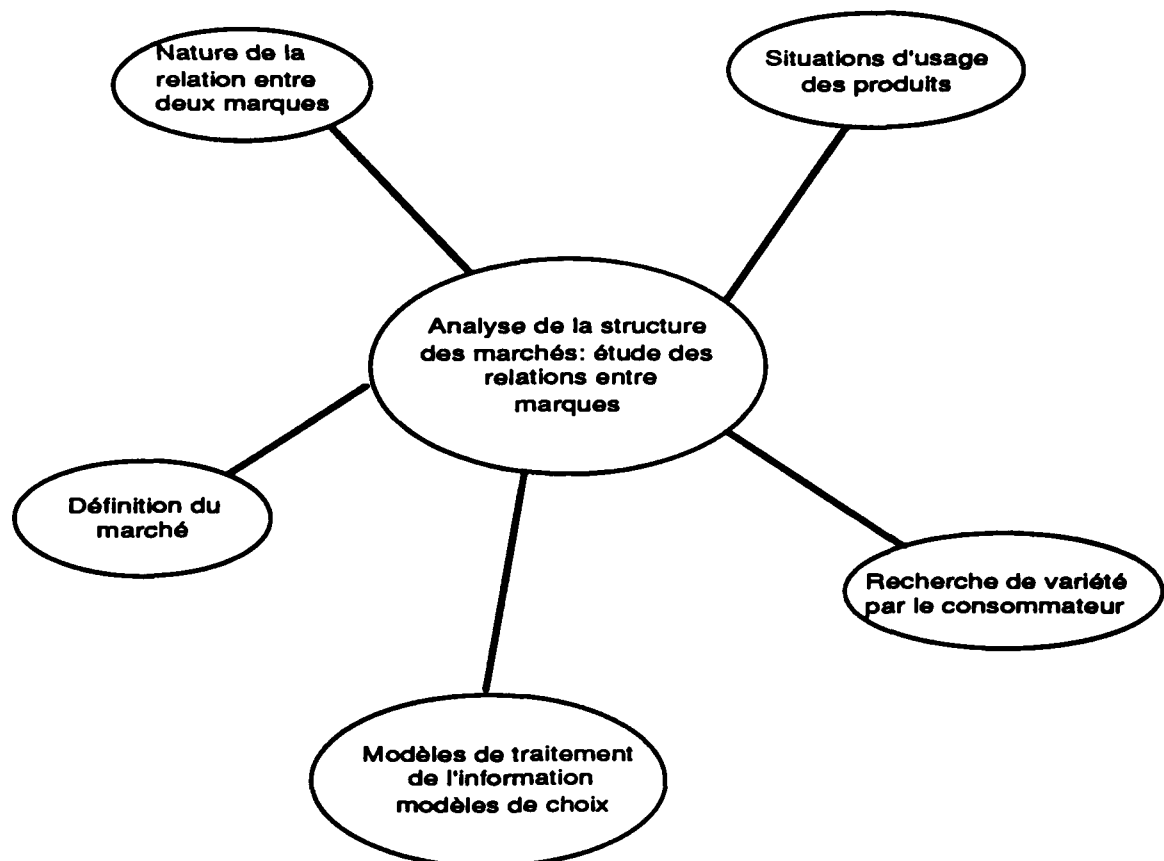 Nature de la
relation entre
deux marques
Situations d'usage
des produits
Analyse de la structure
des marchés: étude des
relations entre
marques
Définition du
marché
Recherche de variété
par le consommateur
Modèles de traitement
de l'information
modèles de choix